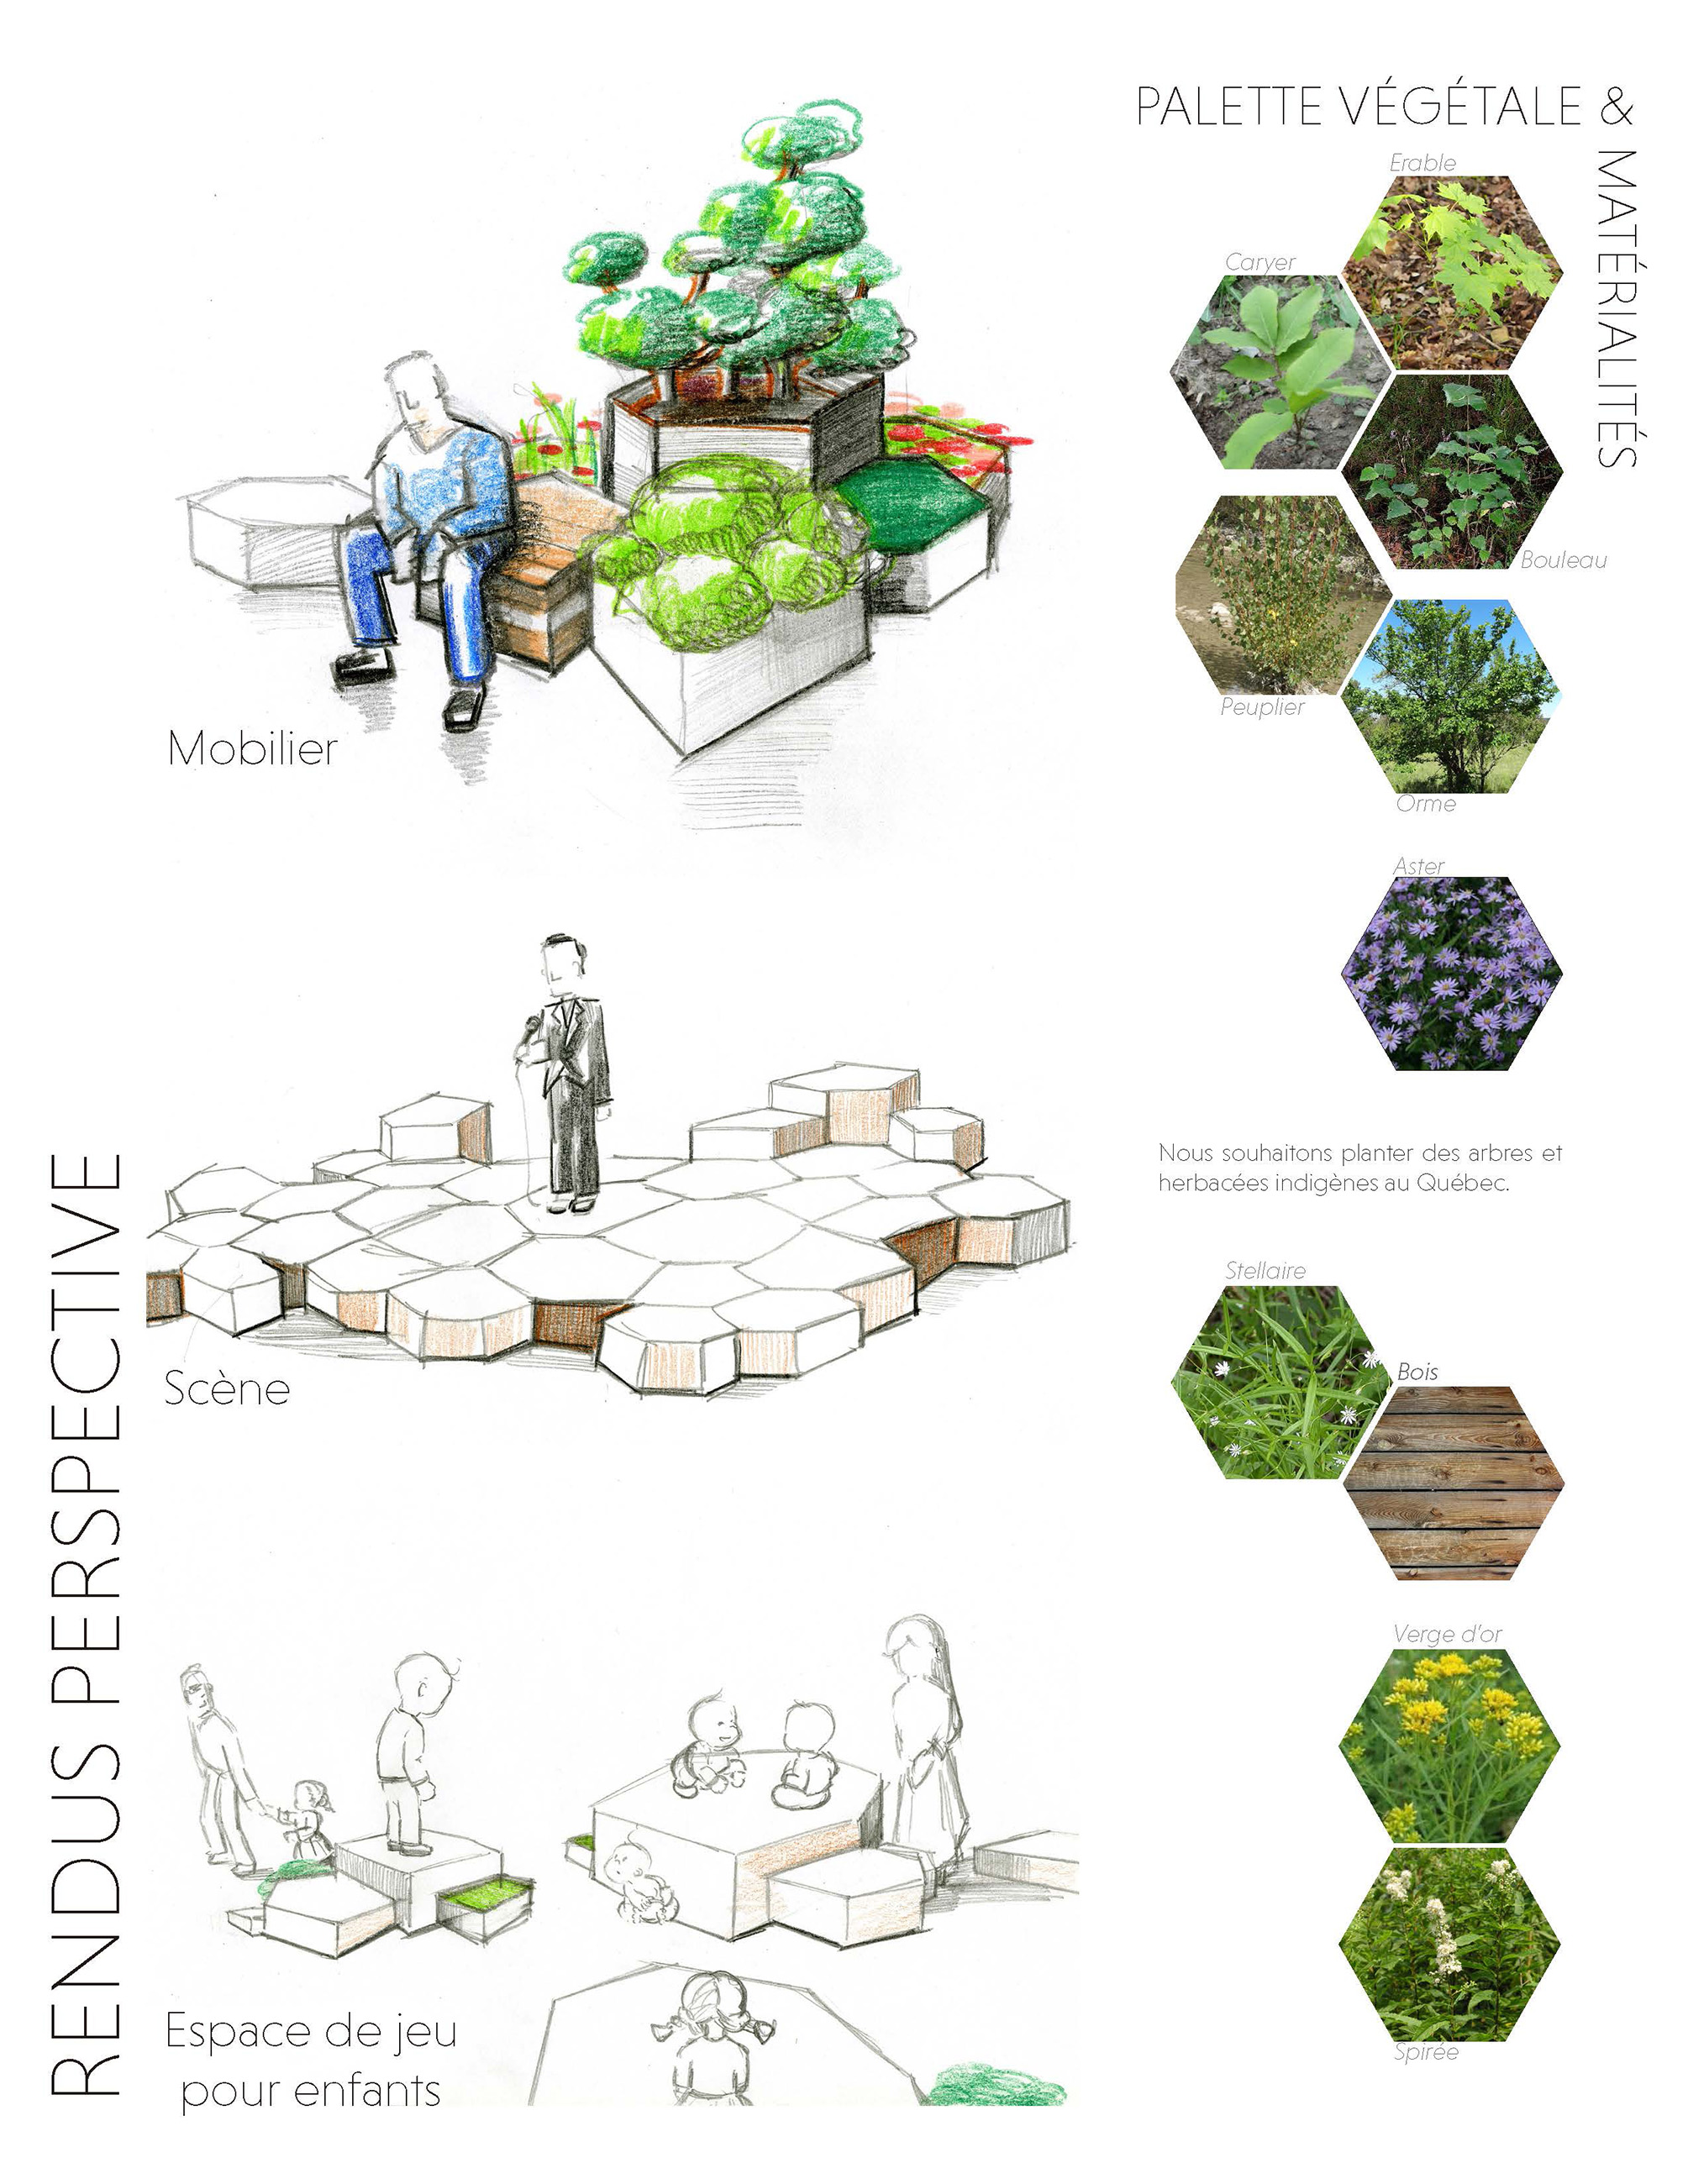 PALETTE VÉGÉTALE &
MATÉRIALITÉS
Erable
Caryer
Bouleau
Peuplier
Orme
Mobilier
Aster
Nous souhaitons planter des arbres et
herbacées indigènes au Québec.
Stellaire
Bois
Scène
Verge d'or
Spirée
RENDUS PERSPECTIVE
Espace de jeu
pour enfants